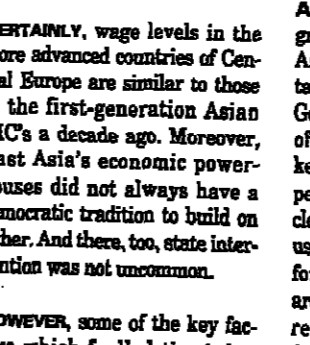 ERTAINLY, wage levels in the
ore advanced countries of Cen-
al Europe are similar to those
the first-generation Asian
IC's a decade ago. Moreover,
ast Asia's economic power-
uses did not always have a
mocratic tradition to build on
ther. And there, too, state inter-
ntion was not uncommon.
OWEVER, some of the key fac-